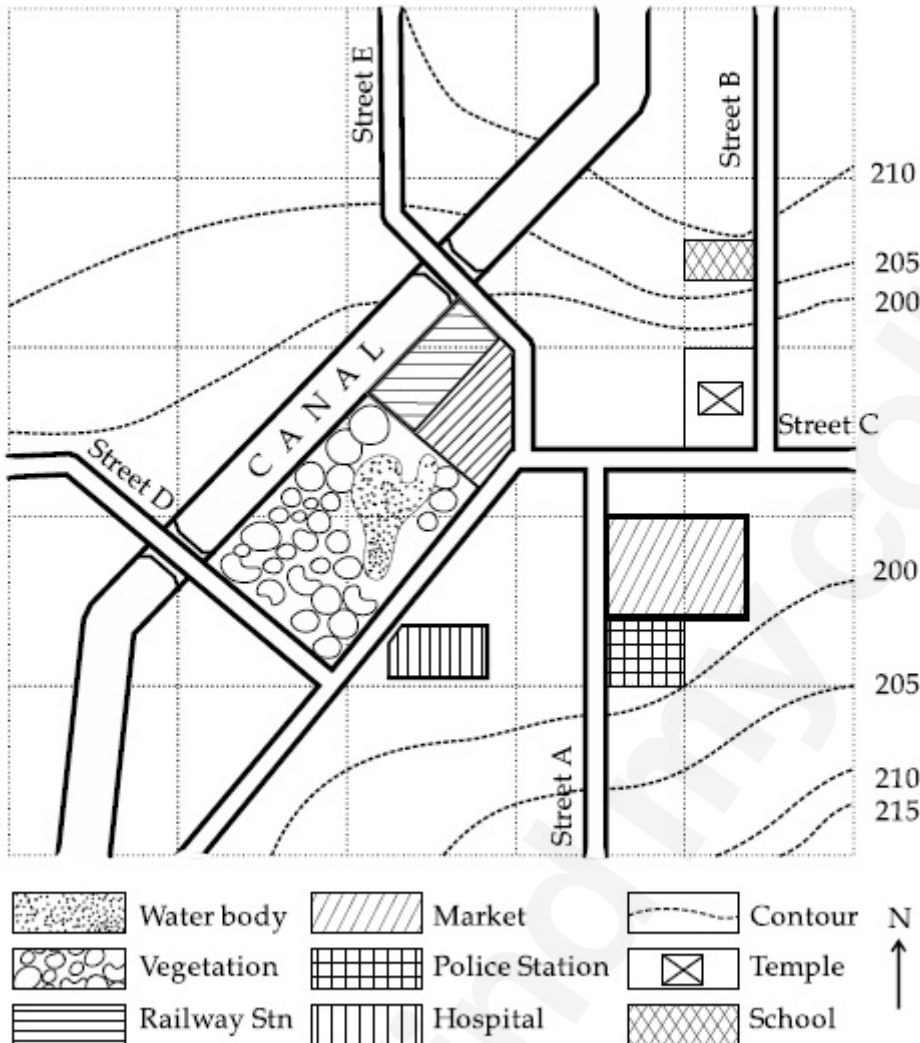 Street E
Street B
210
205
200
CANAL
Street C
Street D
200
205
Street A
210
215
Water body
Market
Contour
N
Vegetation
Police Station
Temple
Railway Stn
Hospital
School